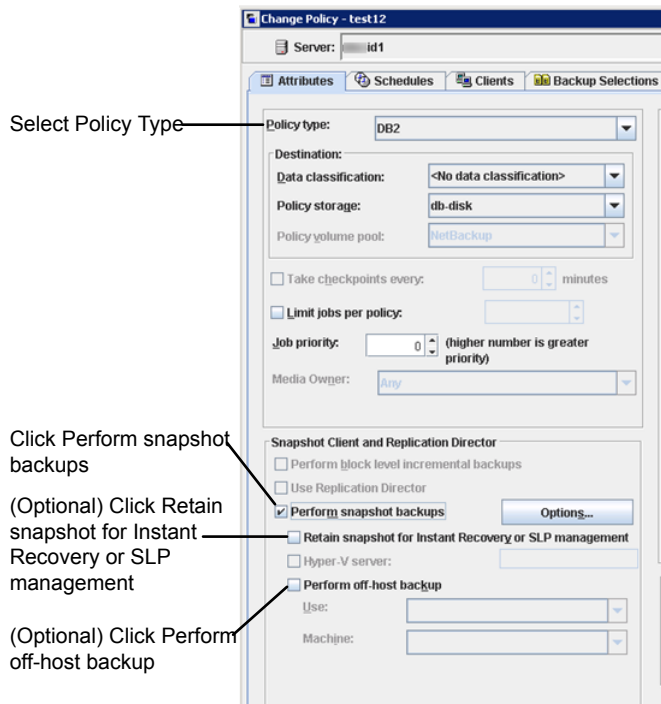 Change Policy - test12
Server: id1
Attributes
Schedules
Clients
Backup Selections
Select Policy Type
Policy type: DB2
Destination:
Data classification: <No data classification>
Policy storage: db-disk
Policy volume pool: NetBackup
Take checkpoints every: 0 minutes
Limit jobs per policy:
Job priority: 0 (higher number is greater
priority)
Media Owner: Any
Click Perform snapshot
backups
(Optional) Click Retain
snapshot for Instant
Recovery or SLP
management
(Optional) Click Perform
off-host backup
Snapshot Client and Replication Director
Perform block level incremental backups
Use Replication Director
Perform snapshot backups
Options...
Retain snapshot for Instant Recovery or SLP management
Hyper-V server:
Perform off-host backup
Use:
Machine: